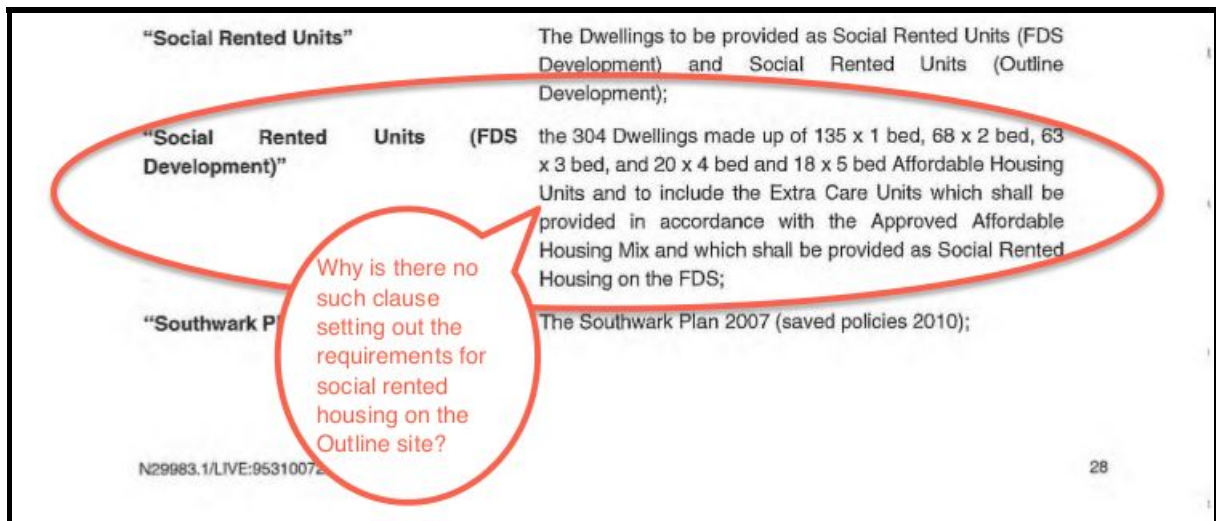 "Social Rented Units"
The Dwellings to be provided as Social Rented Units (FDS
Development) and Social Rented Units (Outline
Development);
"Social Rented Units (FDS
Development)"
the 304 Dwellings made up of 135 x 1 bed, 68 x 2 bed, 63
x 3 bed, and 20 x 4 bed and 18 x 5 bed Affordable Housing
Units and to include the Extra Care Units which shall be
provided in accordance with the Approved Affordable
Housing Mix and which shall be provided as Social Rented
Housing on the FDS;
Why is there no
such clause
setting out the
requirements for
social rented
housing on the
Outline site?
"Southwark P
The Southwark Plan 2007 (saved policies 2010);
N29983.1/LIVE:9531007
28